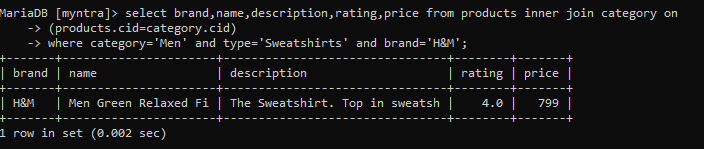 MariaDB [myntra]> select brand,name,description,rating,price from products inner join category on
    -> (products.cid=category.cid)
    -> where category='Men' and type='Sweatshirts' and brand='H&M';
+-------+----------------------+--------------------------------+--------+-------+
| brand | name                 | description                    | rating | price |
+-------+----------------------+--------------------------------+--------+-------+
| H&M   | Men Green Relaxed Fi | The Sweatshirt. Top in sweatsh |    4.0 |   799 |
+-------+----------------------+--------------------------------+--------+-------+
1 row in set (0.002 sec)